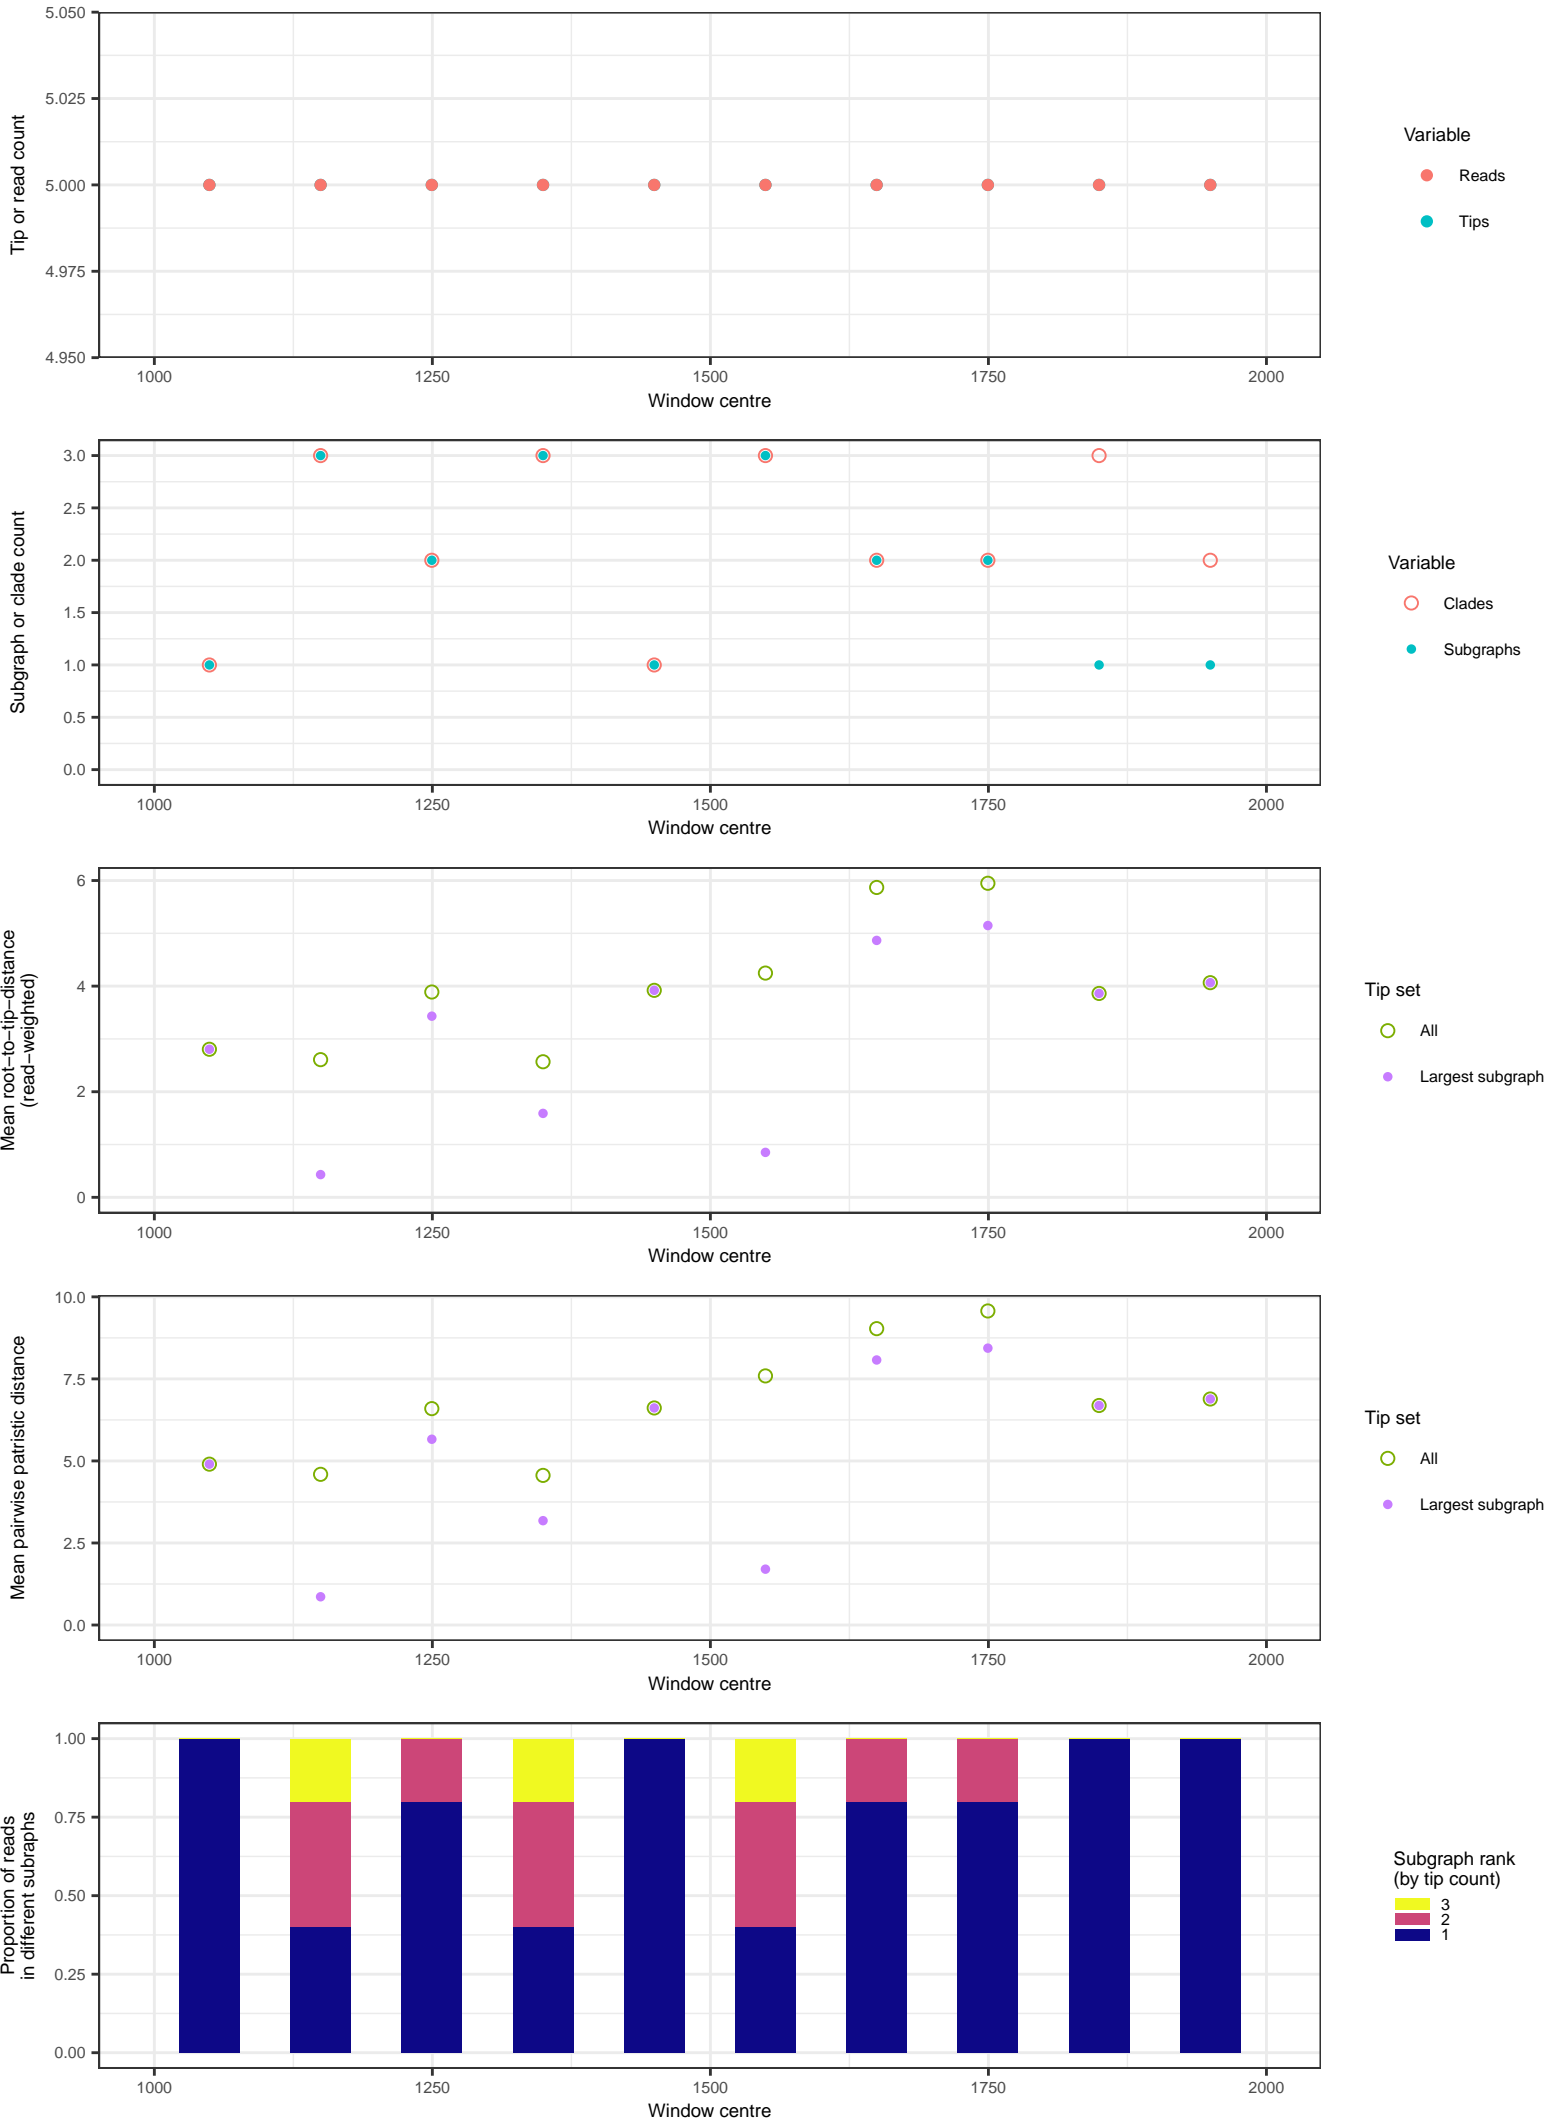 5.050
5.025
5.000
4.975
4.950
Tip or read count
1000 1250 1500 1750 2000
Window centre
Variable
Reads
Tips
3.0
2.5
2.0
1.5
1.0
0.5
0.0
Subgraph or clade count
1000 1250 1500 1750 2000
Window centre
Variable
Clades
Subgraphs
6
4
2
0
Mean root−to−tip−distance
(read−weighted)
1000 1250 1500 1750 2000
Window centre
Tip set
All
Largest subgraph
10.0
7.5
5.0
2.5
0.0
Mean pairwise patristic distance
1000 1250 1500 1750 2000
Window centre
Tip set
All
Largest subgraph
1.00
0.75
0.50
0.25
0.00
Proportion of reads
in different subraphs
1000 1250 1500 1750 2000
Window centre
Subgraph rank
(by tip count)
3
2
1